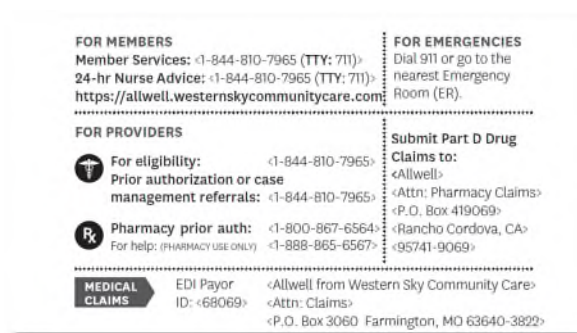 FOR MEMBERS
Member Services: <1-844-810-7965 (TTY: 711)>
24-hr Nurse Advice: <1-844-810-7965 (TTY: 711)>
https://allwell.westernskycommunitycare.com
FOR EMERGENCIES
Dial 911 or go to the
nearest Emergency
Room (ER).
FOR PROVIDERS
For eligibility: <1-844-810-7965>
Prior authorization or case
management referrals: <1-844-810-7965>
Rx
Pharmacy prior auth: <1-800-867-6564>
For help: (PHARMACY USE ONLY) <1-888-865-6567>
Submit Part D Drug
Claims to:
<Allwell>
<Attn: Pharmacy Claims>
<P.O. Box 419069>
<Rancho Cordova, CA>
<95741-9069>
MEDICAL
CLAIMS
EDI Payor
ID: <68069>
<Allwell from Western Sky Community Care>
<Attn: Claims>
<P.O. Box 3060 Farmington, MO 63640-3822>